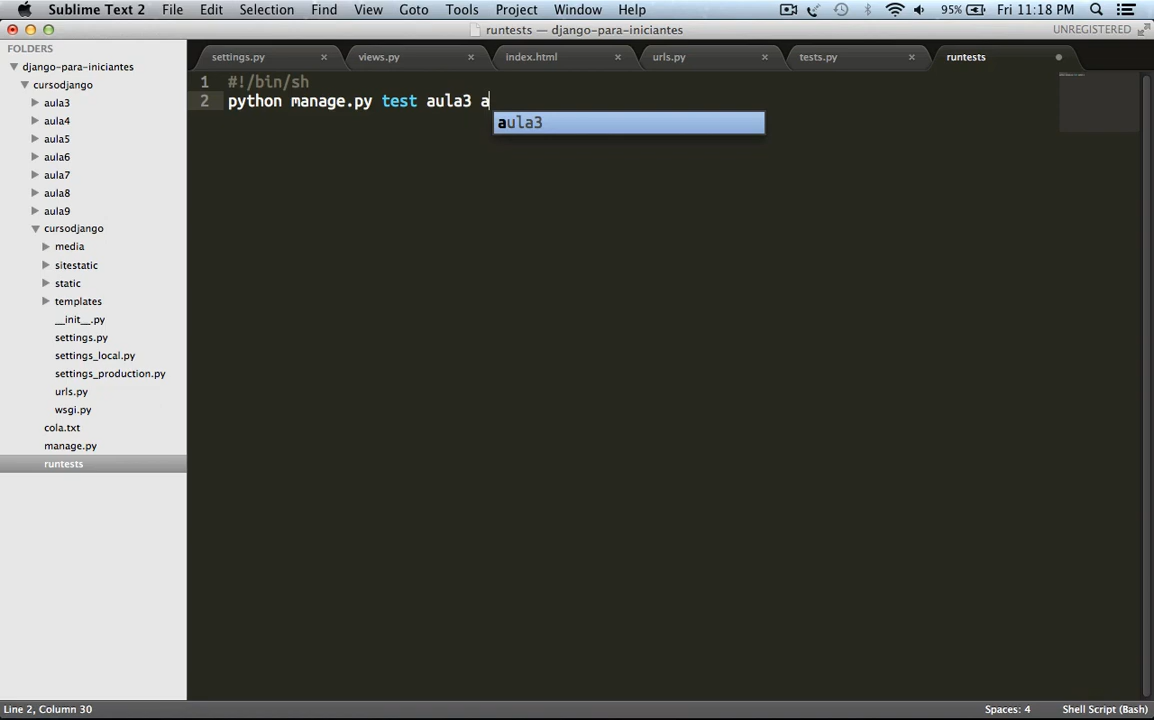 Sublime Text 2 File Edit Selection Find View Goto Tools Project Window Help 95% Fri 11:18 PM
runtests — django-para-iniciantes UNREGISTERED
FOLDERS
django-para-iniciantes
cursodjango
aula3
aula4
aula5
aula6
aula7
aula8
aula9
cursodjango
media
sitestatic
static
templates
__init__.py
settings.py
settings_local.py
settings_production.py
urls.py
wsgi.py
cola.txt
manage.py
runtests
settings.py views.py index.html urls.py tests.py runtests
1 #!/bin/sh
2 python manage.py test aula3 a
aula3
Line 2, Column 30 Spaces: 4 Shell Script (Bash)